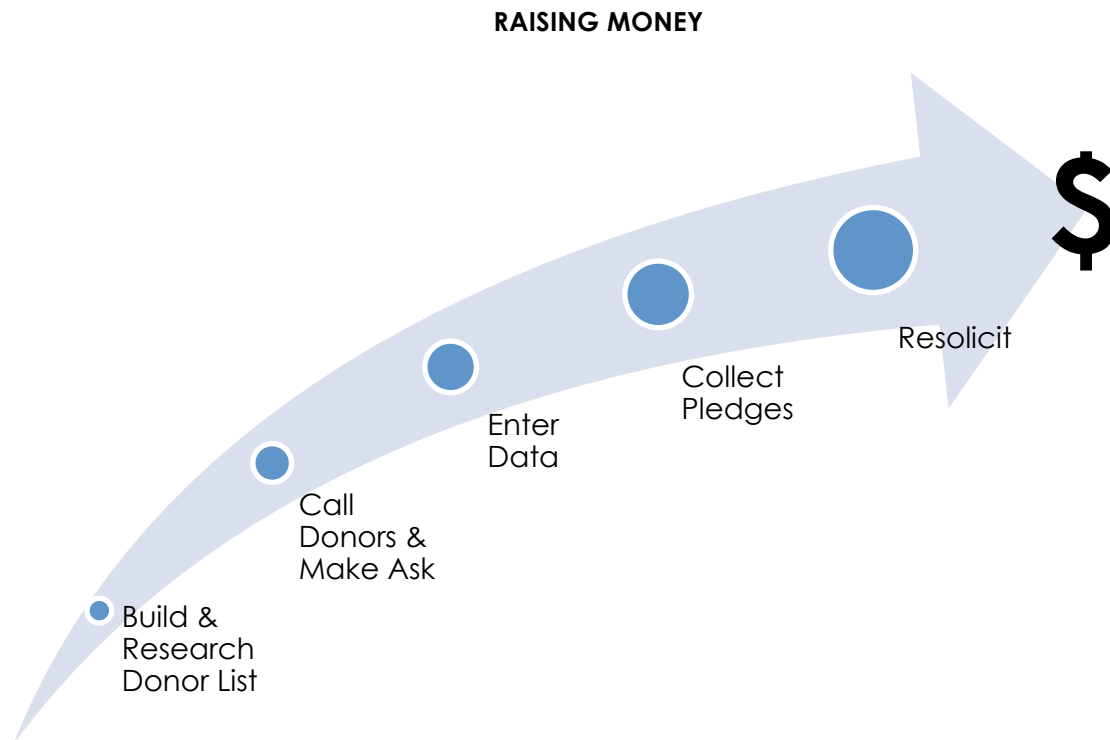 RAISING MONEY
$
Resolicit
Collect
Pledges
Enter
Data
Call
Donors &
Make Ask
Build &
Research
Donor List